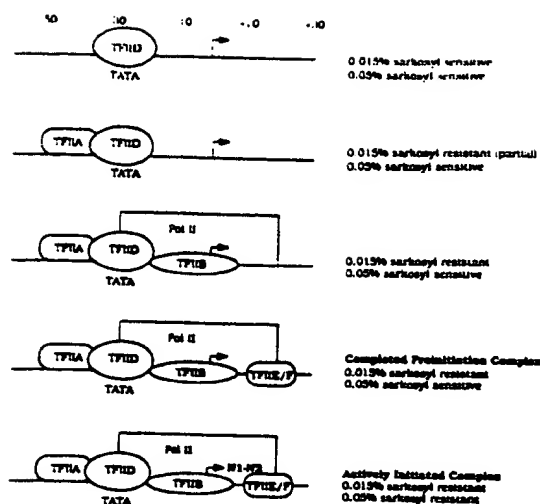 TFIID
TATA
0.015% sarkosyl sensitive
0.05% sarkosyl sensitive
TFIIA TFIID
TATA
0.015% sarkosyl resistant (partial)
0.05% sarkosyl sensitive
Pol II
TFIIA TFIID TFIIB
TATA
0.015% sarkosyl resistant
0.05% sarkosyl sensitive
Pol II
TFIIA TFIID TFIIB TFIIE/F
TATA
Completed Preinitiation Complex
0.015% sarkosyl resistant
0.05% sarkosyl sensitive
Pol II
N1-N2
TFIIA TFIID TFIIB TFIIE/F
TATA
Actively Initiated Complex
0.015% sarkosyl resistant
0.05% sarkosyl resistant